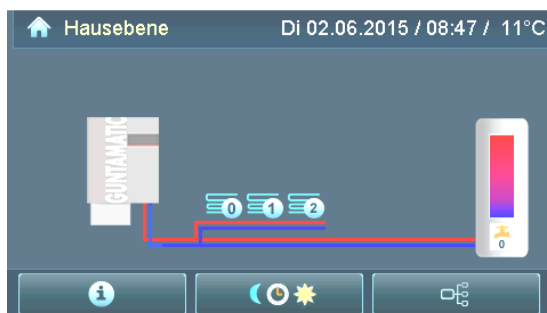 Hausebene Di 02.06.2015 / 08:47 / 11°C
GUNTAMATIC
0 1 2
0
i